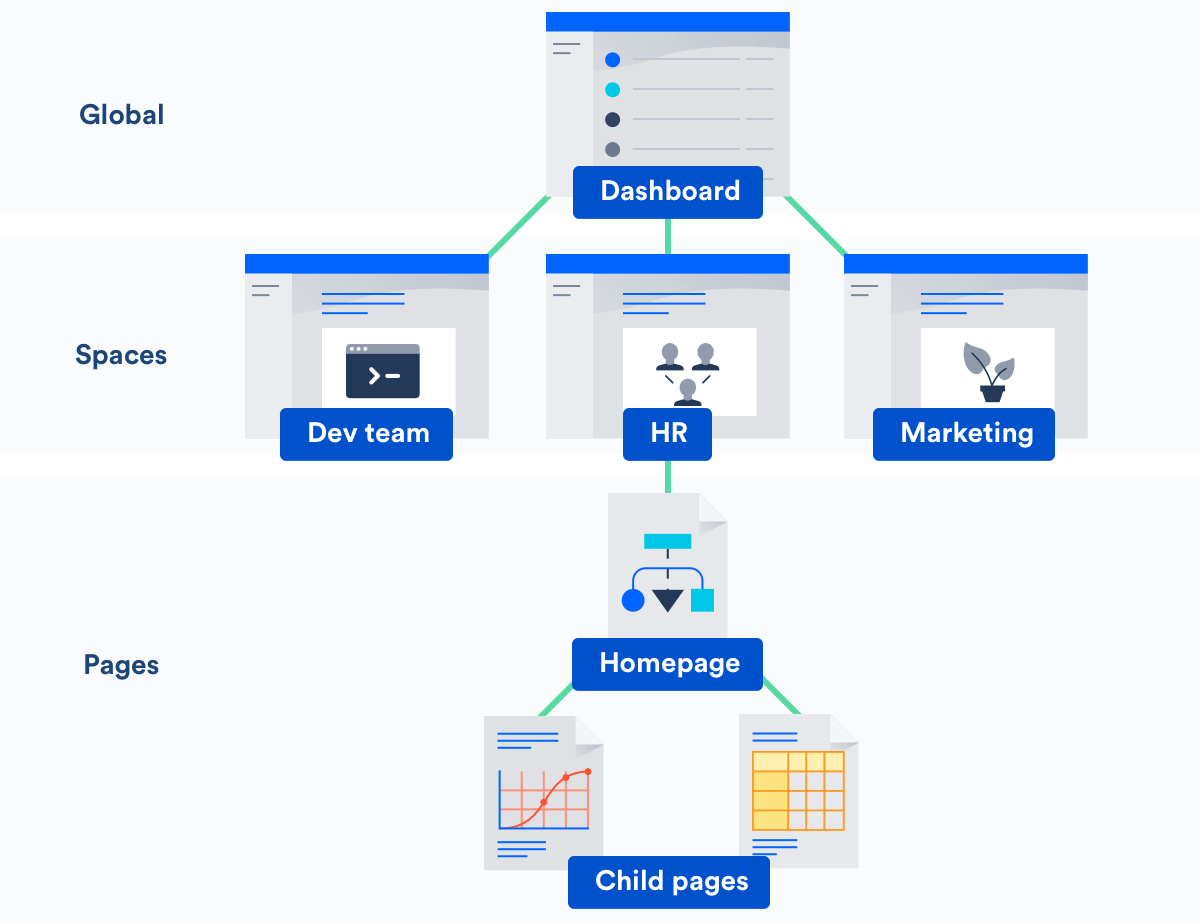 Global
Dashboard
Spaces
Dev team
HR
Marketing
Pages
Homepage
Child pages